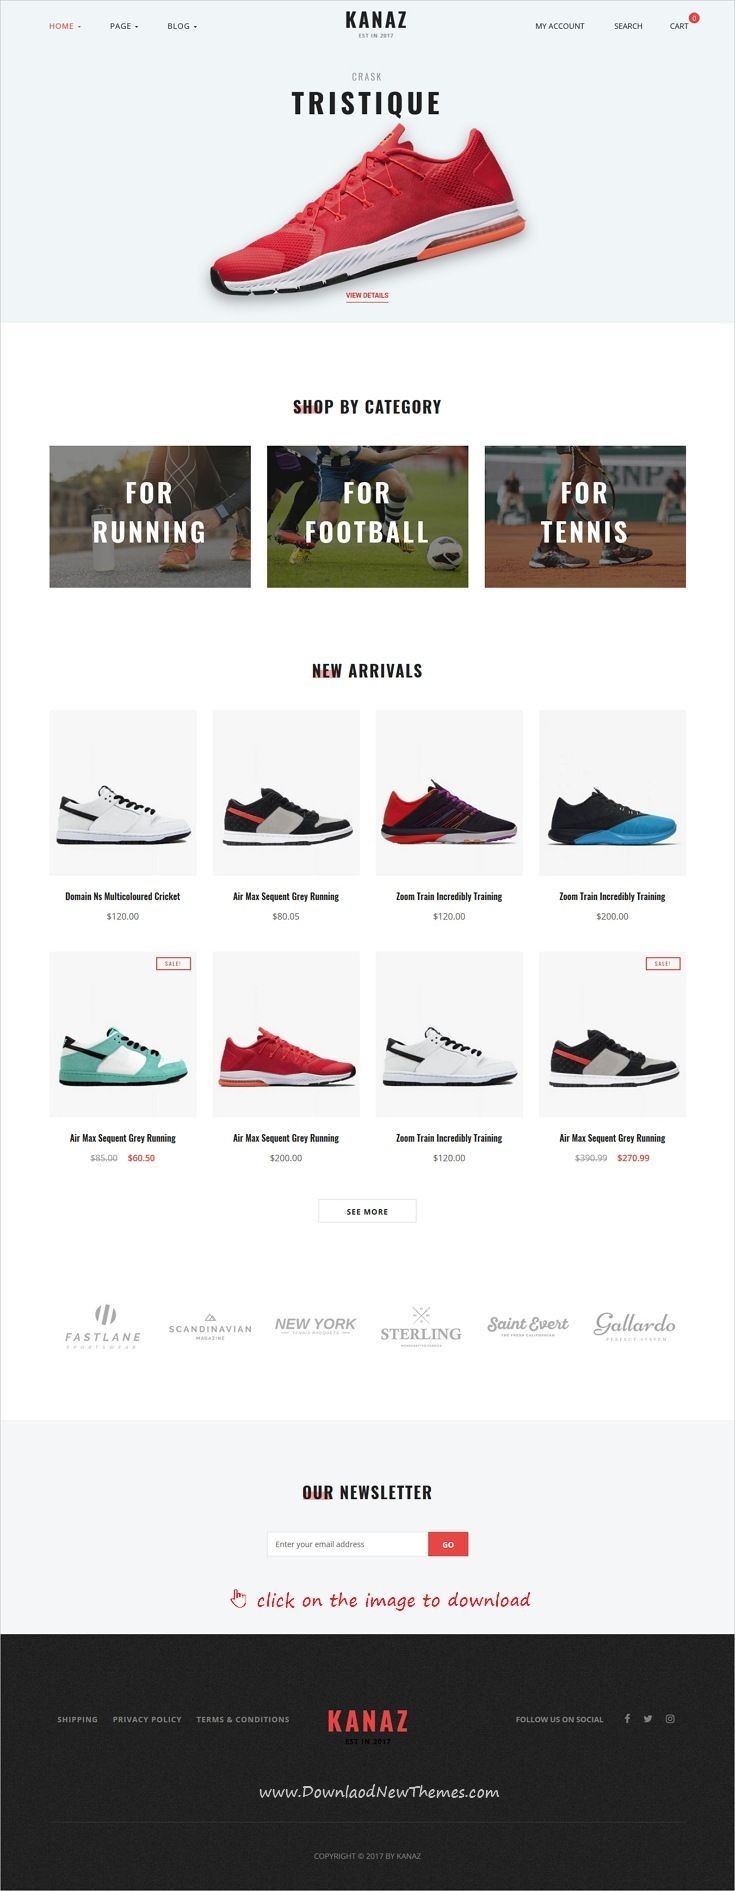 HOME PAGE BLOG
KANAZ
EST IN 2017
MY ACCOUNT SEARCH CART 0
CRASK
TRISTIQUE
VIEW DETAILS
SHOP BY CATEGORY
FOR
RUNNING
FOR
FOOTBALL
FOR
TENNIS
BNP
NEW ARRIVALS
Domain Ns Multicoloured Cricket
$120.00
Air Max Sequent Grey Running
$80.05
Zoom Train Incredibly Training
$120.00
Zoom Train Incredibly Training
$200.00
SALE!
Air Max Sequent Grey Running
$85.00 $60.50
Air Max Sequent Grey Running
$200.00
Zoom Train Incredibly Training
$120.00
SALE!
Air Max Sequent Grey Running
$390.99 $270.99
SEE MORE
FASTLANE
SPORTSWEAR
SCANDINAVIAN
MAGAZINE
NEW YORK
TENNIS RACQUETS
STERLING
Saint Evert
THE FRESH CALIFORNIAN
Gallardo
PERFECT SYSTEM
OUR NEWSLETTER
Enter your email address GO
click on the image to download
SHIPPING PRIVACY POLICY TERMS & CONDITIONS
KANAZ
EST IN 2017
FOLLOW US ON SOCIAL
www.DownlaodNewThemes.com
COPYRIGHT © 2017 BY KANAZ